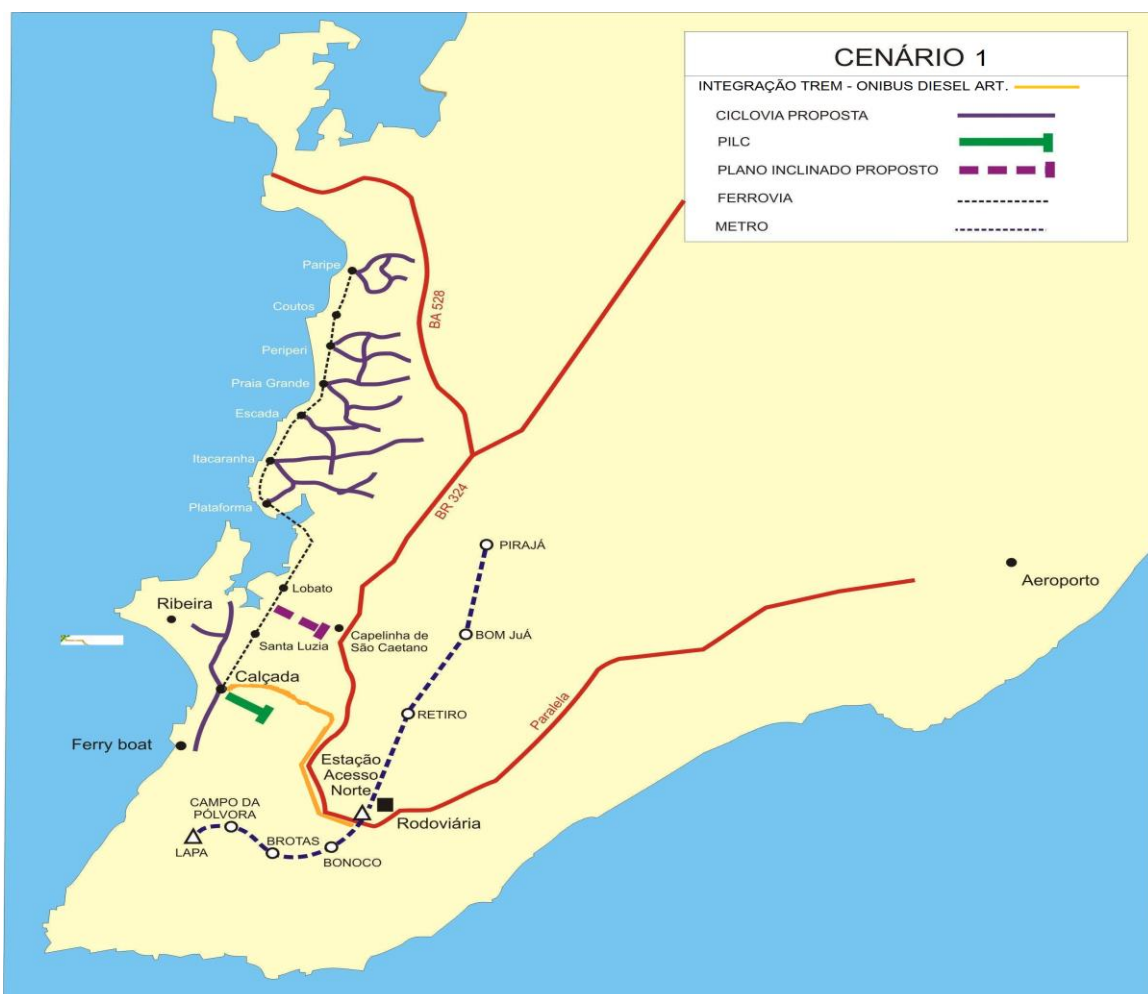 CENÁRIO 1
INTEGRAÇÃO TREM - ONIBUS DIESEL ART.
CICLOVIA PROPOSTA
PILC
PLANO INCLINADO PROPOSTO
FERROVIA
METRO
Paripe
Coutos
Periperi
Praia Grande
Escada
Itacaranha
Plataforma
BA 528
BR 324
PIRAJÁ
Aeroporto
Lobato
Ribeira
Santa Luzia
Capelinha de
São Caetano
BOM JuÁ
Calçada
RETIRO
Paralela
Ferry boat
Estação
Acesso
Norte
Rodoviária
CAMPO DA
PÓLVORA
LAPA
BROTAS
BONOCO